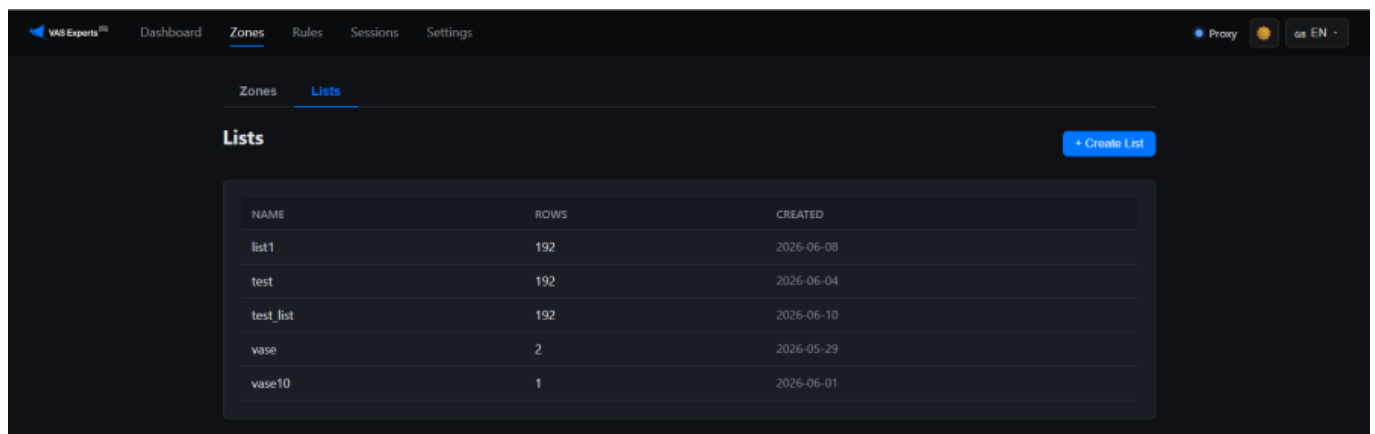 VAS Experts Dashboard Zones Rules Sessions Settings Proxy GB EN
Zones Lists
Lists
+ Create List
NAME ROWS CREATED
list1 192 2026-06-08
test 192 2026-06-04
test_list 192 2026-06-10
vase 2 2026-05-29
vase10 1 2026-06-01